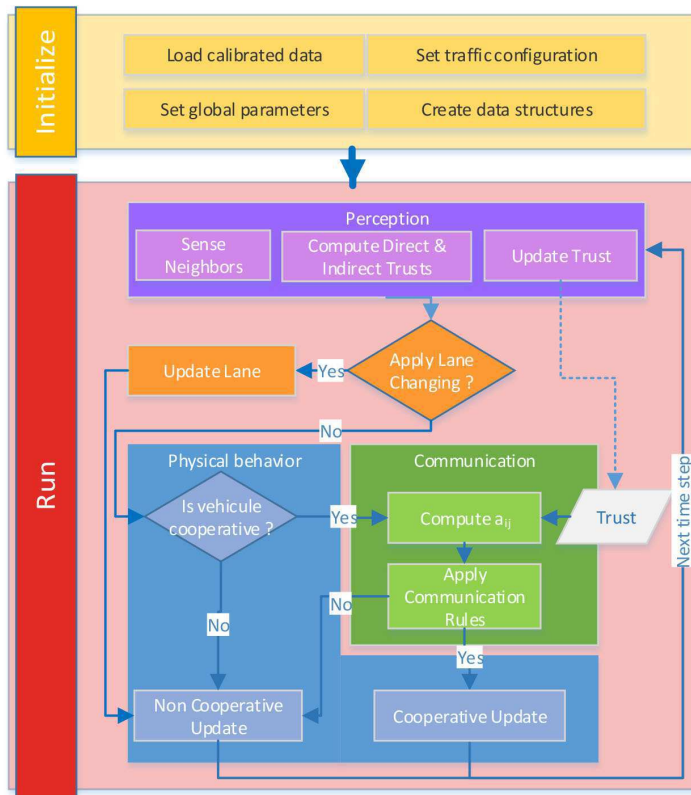 Initialize
Load calibrated data
Set traffic configuration
Set global parameters
Create data structures
Run
Perception
Sense
Neighbors
Compute Direct &
Indirect Trusts
Update Trust
Update Lane
Yes
Apply Lane
Changing ?
No
Physical behavior
Communication
Is vehicule
cooperative ?
Yes
Compute aij
Trust
Next time step
No
Apply
Communication
Rules
No
Yes
Non Cooperative
Update
Cooperative Update